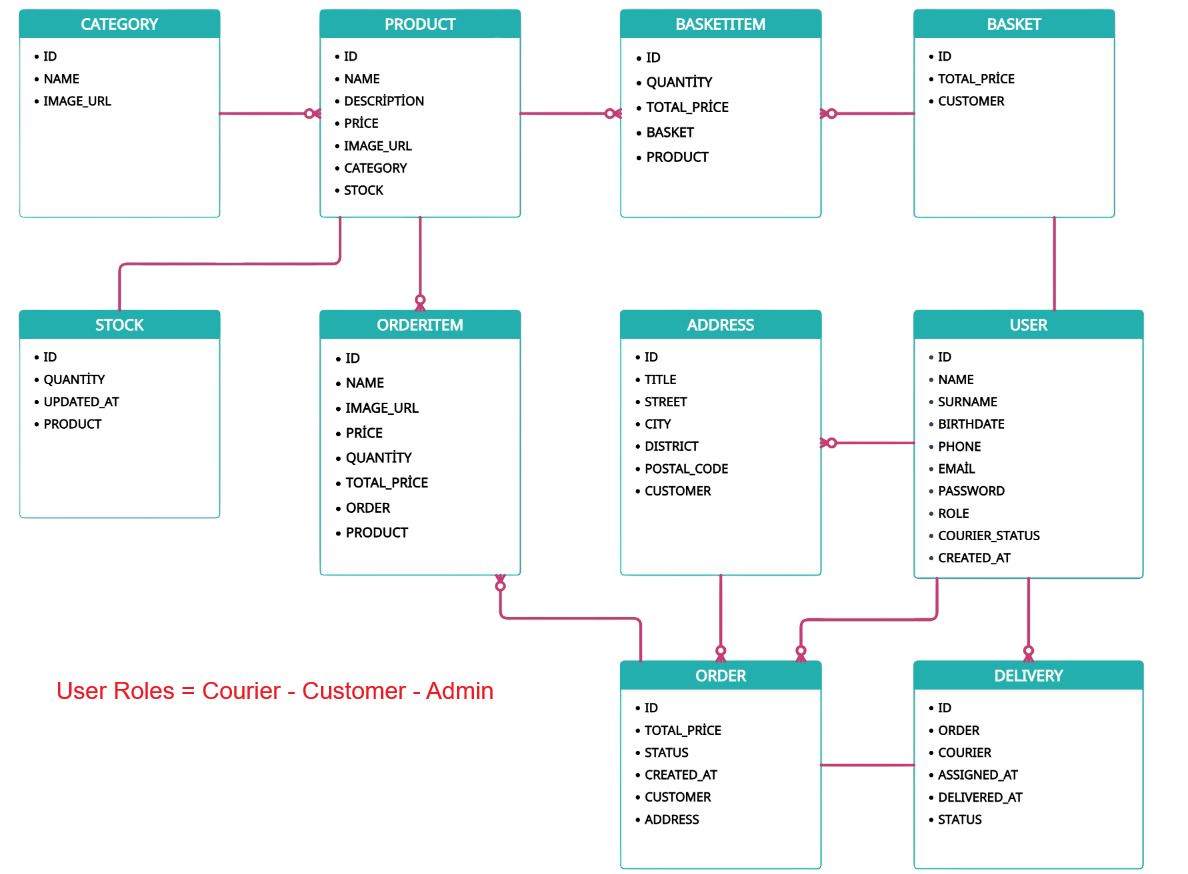 CATEGORY
• ID
• NAME
• IMAGE_URL
PRODUCT
• ID
• NAME
• DESCRİPTİON
• PRİCE
• IMAGE_URL
• CATEGORY
• STOCK
BASKETITEM
• ID
• QUANTİTY
• TOTAL_PRİCE
• BASKET
• PRODUCT
BASKET
• ID
• TOTAL_PRİCE
• CUSTOMER
STOCK
• ID
• QUANTİTY
• UPDATED_AT
• PRODUCT
ORDERITEM
• ID
• NAME
• IMAGE_URL
• PRİCE
• QUANTİTY
• TOTAL_PRİCE
• ORDER
• PRODUCT
ADDRESS
• ID
• TITLE
• STREET
• CITY
• DISTRICT
• POSTAL_CODE
• CUSTOMER
USER
• ID
• NAME
• SURNAME
• BIRTHDATE
• PHONE
• EMAİL
• PASSWORD
• ROLE
• COURIER_STATUS
• CREATED_AT
User Roles = Courier - Customer - Admin
ORDER
• ID
• TOTAL_PRİCE
• STATUS
• CREATED_AT
• CUSTOMER
• ADDRESS
DELIVERY
• ID
• ORDER
• COURIER
• ASSIGNED_AT
• DELIVERED_AT
• STATUS